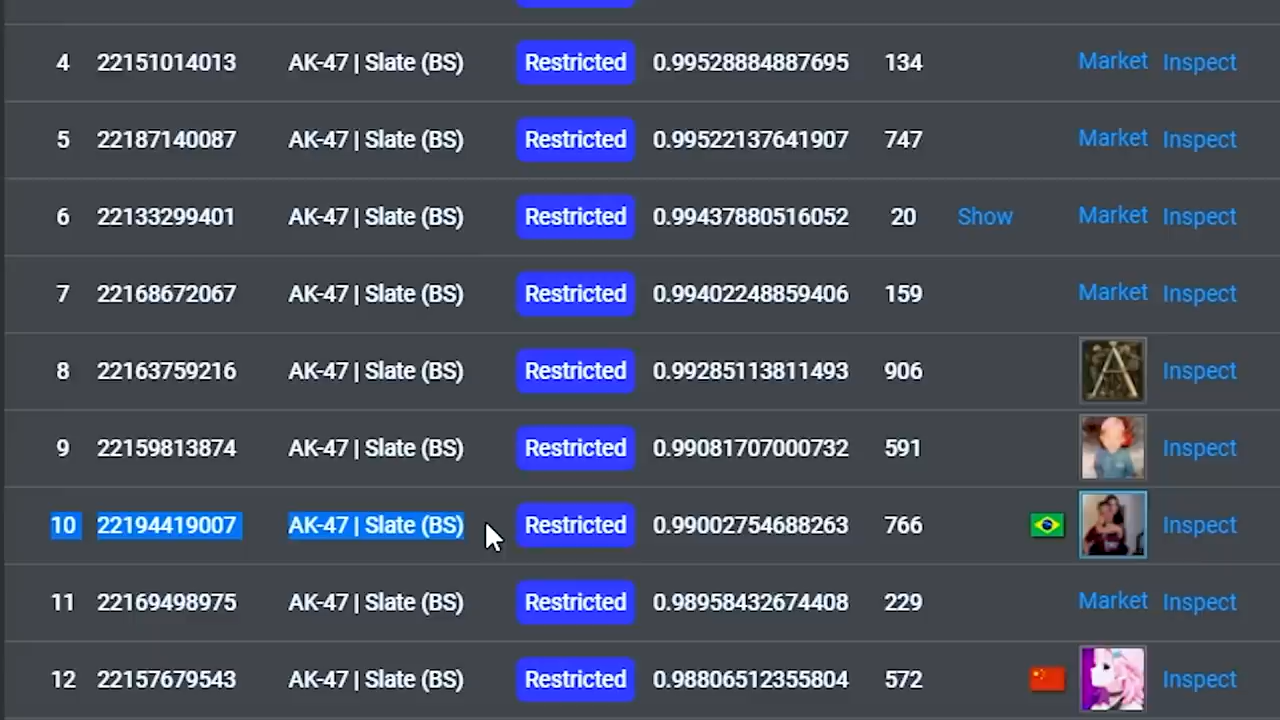 4 22151014013 AK-47 | Slate (BS) Restricted 0.99528884887695 134 Market Inspect
5 22187140087 AK-47 | Slate (BS) Restricted 0.99522137641907 747 Market Inspect
6 22133299401 AK-47 | Slate (BS) Restricted 0.99437880516052 20 Show Market Inspect
7 22168672067 AK-47 | Slate (BS) Restricted 0.99402248859406 159 Market Inspect
8 22163759216 AK-47 | Slate (BS) Restricted 0.99285113811493 906 Inspect
9 22159813874 AK-47 | Slate (BS) Restricted 0.99081707000732 591 Inspect
10 22194419007 AK-47 | Slate (BS) Restricted 0.99002754688263 766 Inspect
11 22169498975 AK-47 | Slate (BS) Restricted 0.98958432674408 229 Market Inspect
12 22157679543 AK-47 | Slate (BS) Restricted 0.98806512355804 572 Inspect